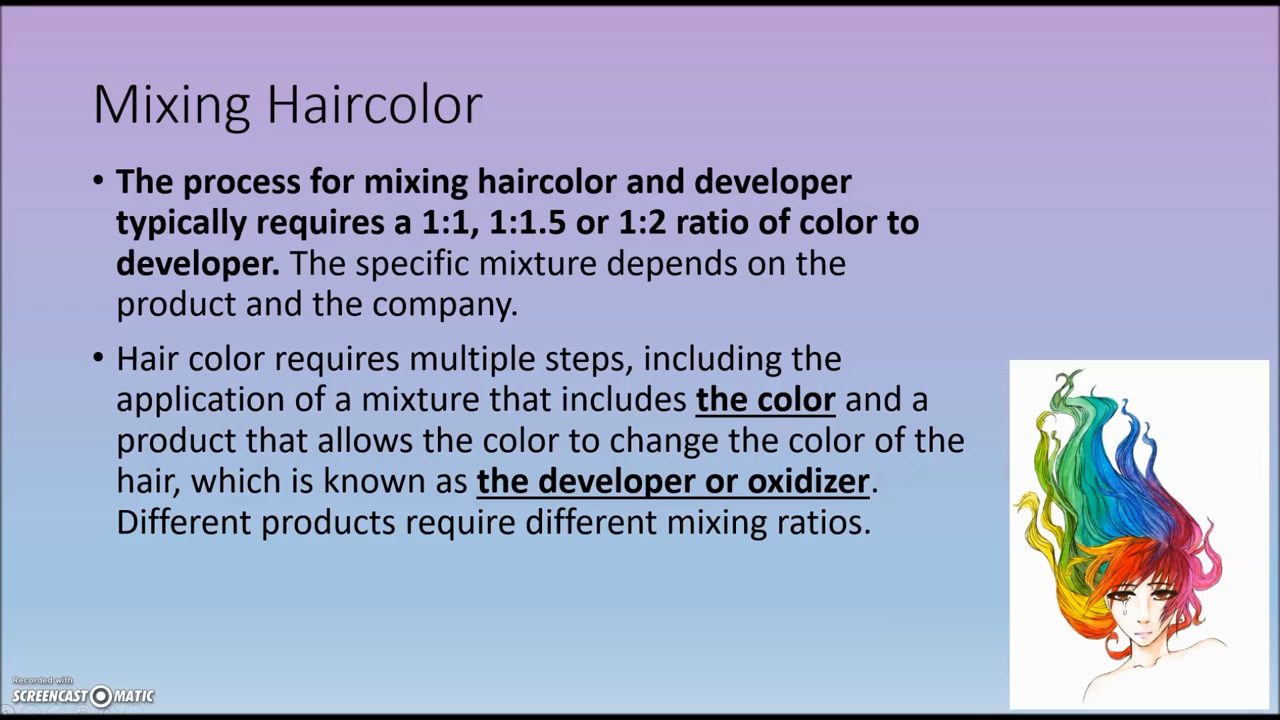 Mixing Haircolor
• The process for mixing haircolor and developer
typically requires a 1:1, 1:1.5 or 1:2 ratio of color to
developer. The specific mixture depends on the
product and the company.
• Hair color requires multiple steps, including the
application of a mixture that includes the color and a
product that allows the color to change the color of the
hair, which is known as the developer or oxidizer.
Different products require different mixing ratios.
Recorded with
SCREENCAST MATIC